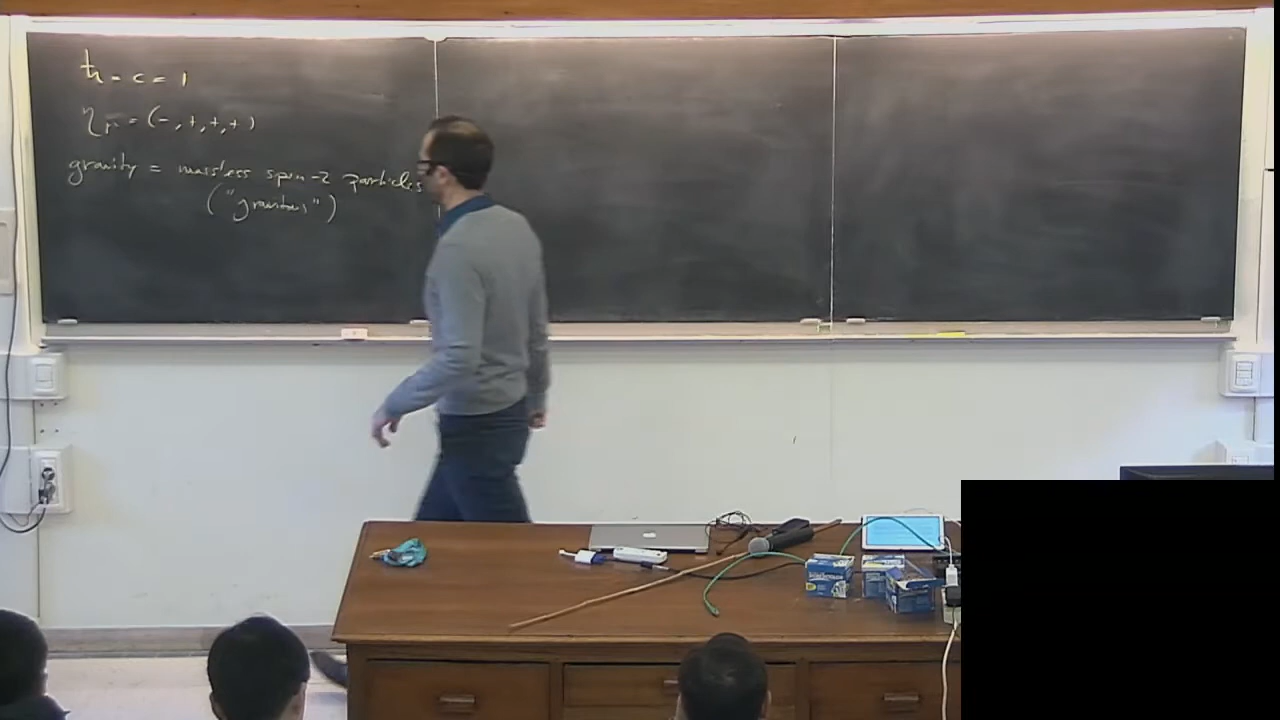 ħ = c = 1
η_μν = (-, +, +, +)
gravity = massless spin-2 particles
("gravitons")